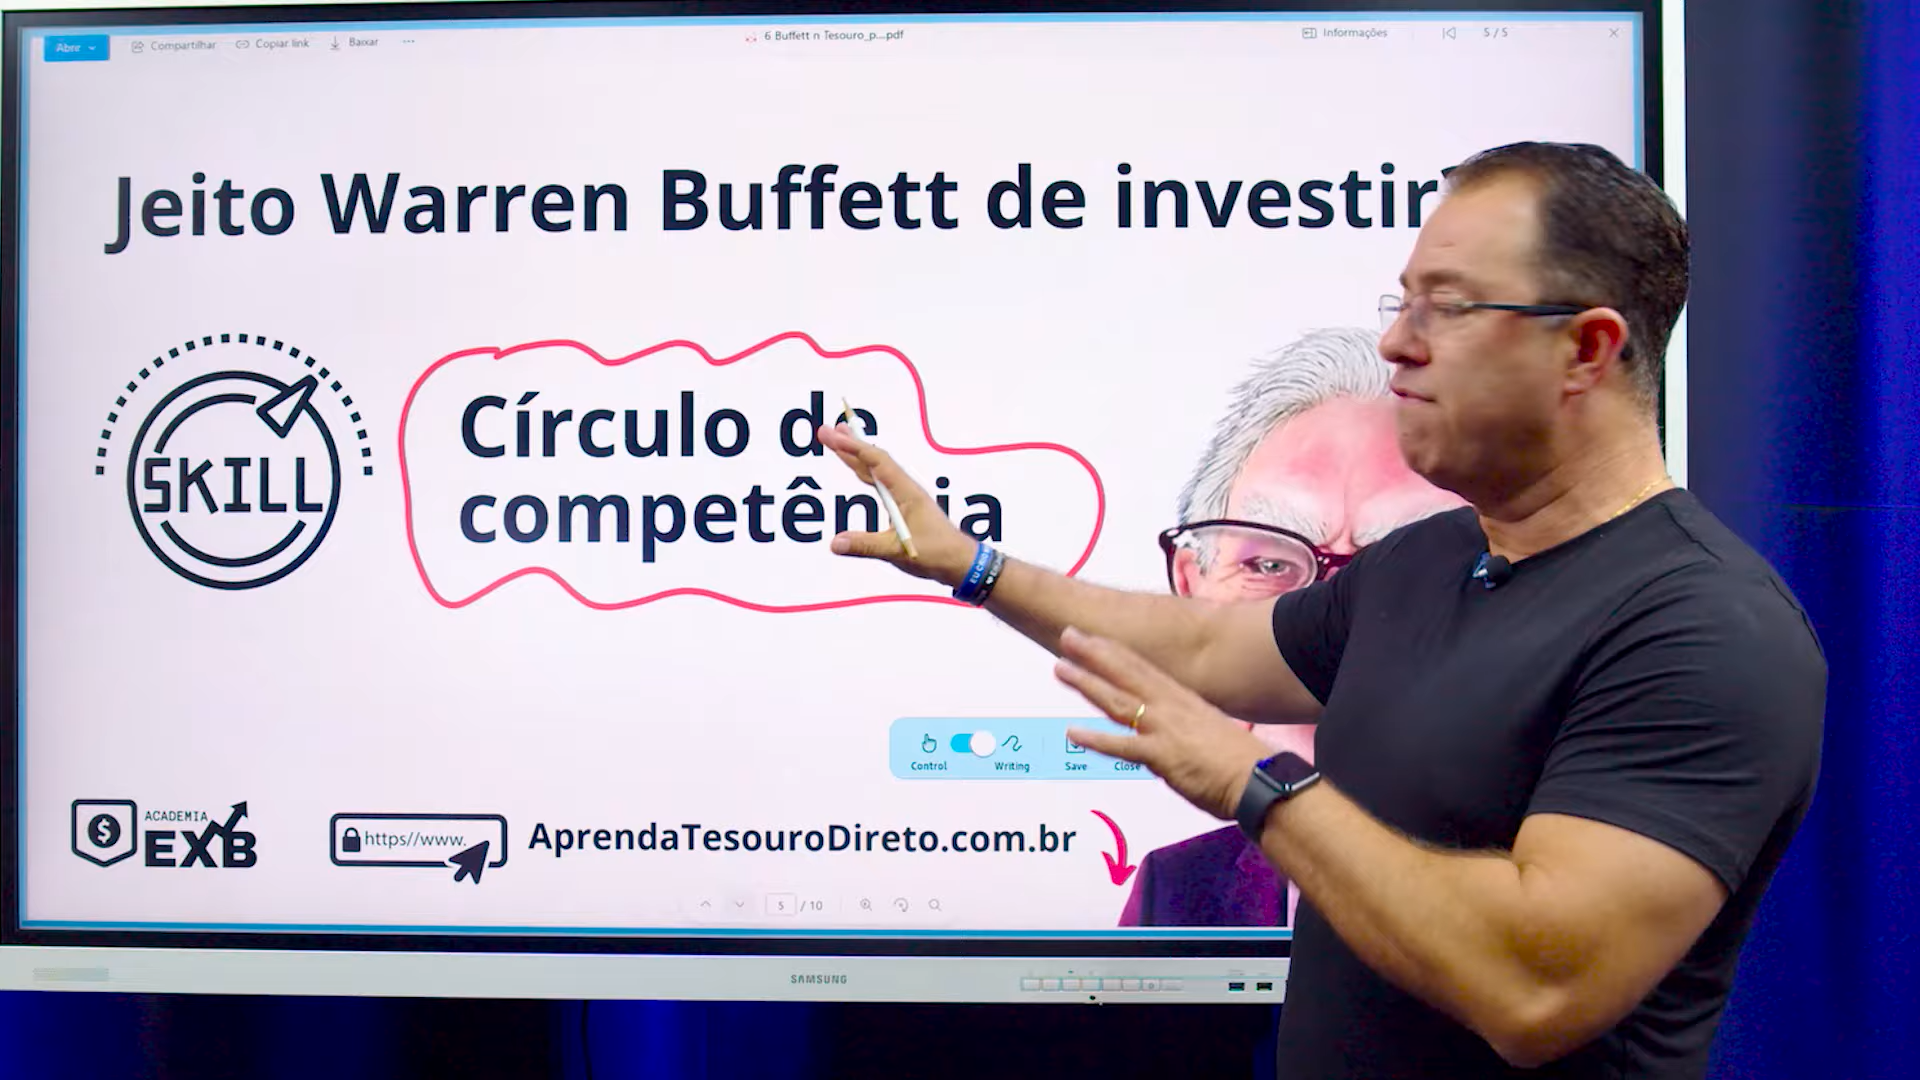 Abrir
Compartilhar
Copiar link
Baixar
6 Buffett n Tesouro_p....pdf
Informações
5 / 5
Jeito Warren Buffett de investir
SKILL
Círculo de
competência
Control
Writing
Save
Close
ACADEMIA
EXB
https//www.
AprendaTesouroDireto.com.br
5 / 10
SAMSUNG